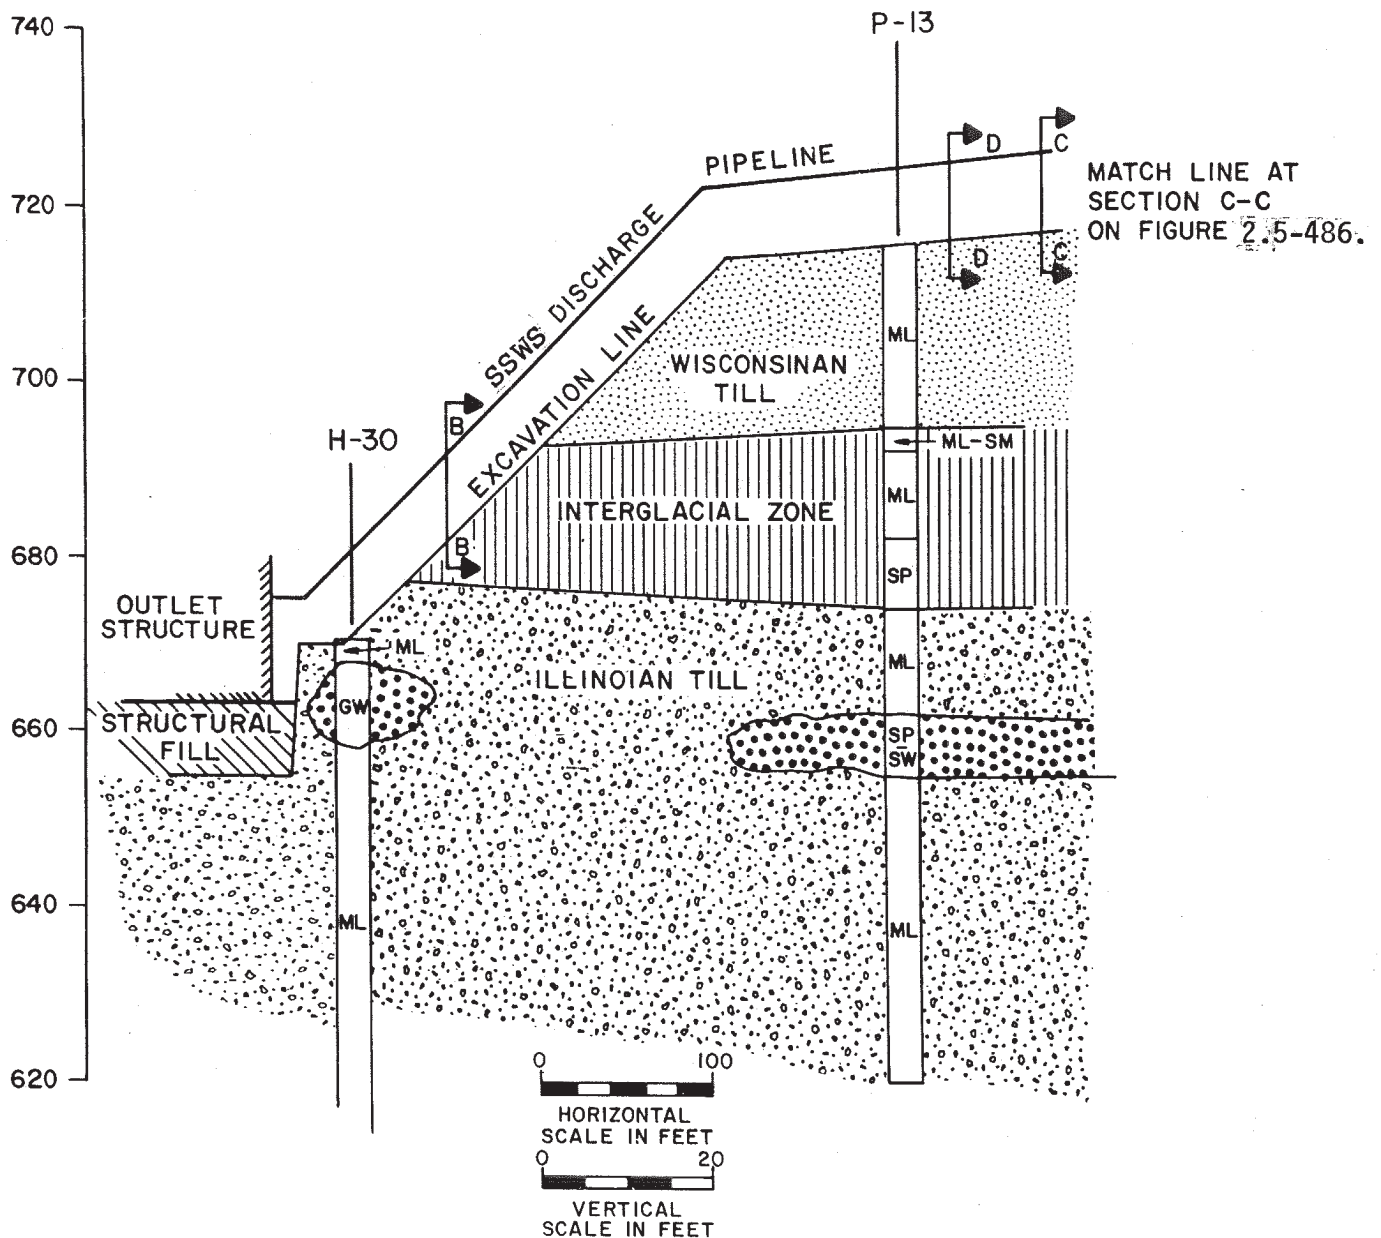 740
P-13
D
C
PIPELINE
MATCH LINE AT
SECTION C-C
ON FIGURE 2.5-486.
720
D
C
SSWS DISCHARGE
EXCAVATION LINE
ML
WISCONSINAN
TILL
700
B
H-30
ML-SM
ML
INTERGLACIAL ZONE
B
680
SP
OUTLET
STRUCTURE
ML
ML
ILLINOIAN TILL
GW
STRUCTURAL
FILL
660
SP
-
SW
640
ML
ML
620
0 100
HORIZONTAL
SCALE IN FEET
0 20
VERTICAL
SCALE IN FEET